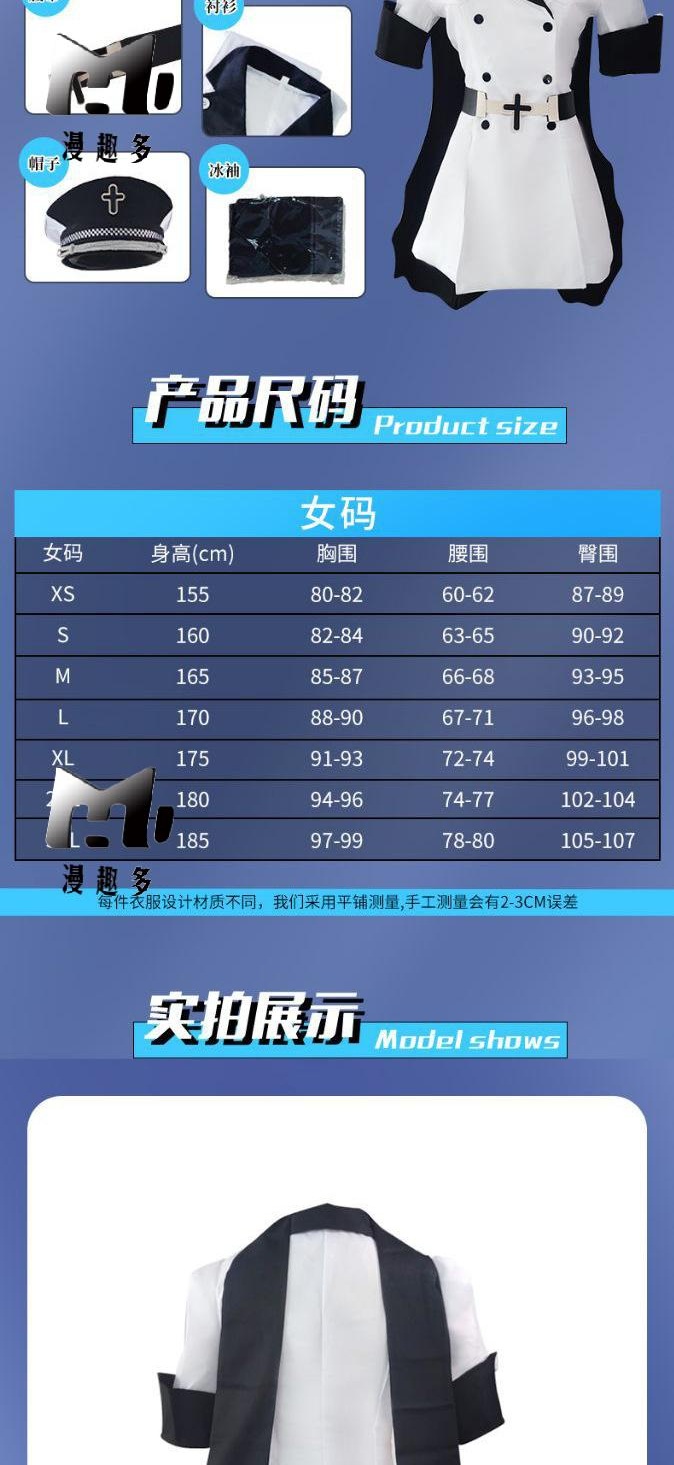 衬衫
漫趣多
帽子
冰袖
产品尺码
Product size
女码
女码 身高(cm) 胸围 腰围 臀围
XS 155 80-82 60-62 87-89
S 160 82-84 63-65 90-92
M 165 85-87 66-68 93-95
L 170 88-90 67-71 96-98
XL 175 91-93 72-74 99-101
180 94-96 74-77 102-104
185 97-99 78-80 105-107
漫趣多
每件衣服设计材质不同，我们采用平铺测量,手工测量会有2-3CM误差
实拍展示
Model shows